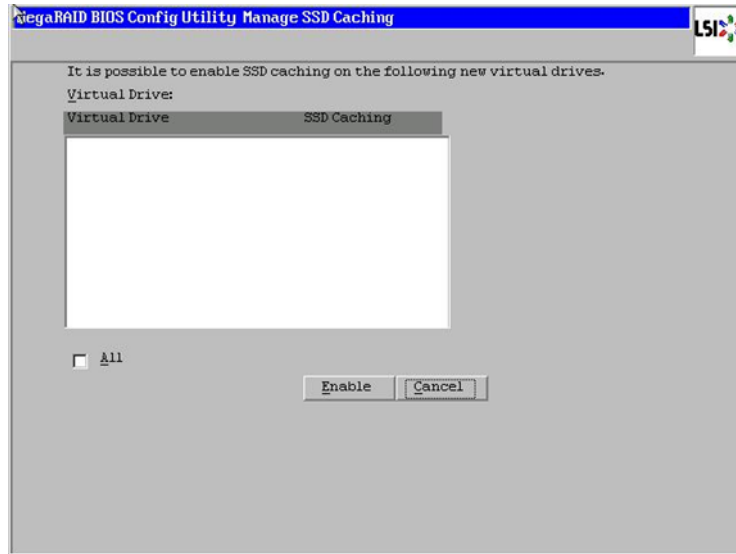 MegaRAID BIOS Config Utility Manage SSD Caching
LSI
It is possible to enable SSD caching on the following new virtual drives.
Virtual Drive:
Virtual Drive SSD Caching
All
Enable Cancel